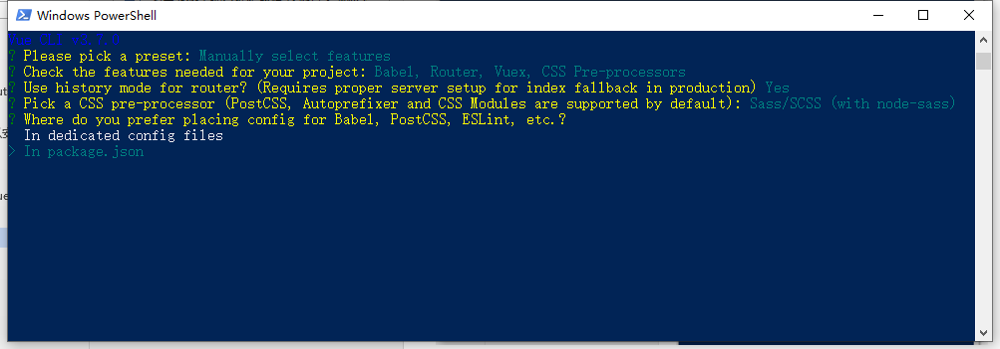 Windows PowerShell
? Please pick a preset: Manually select features
? Check the features needed for your project: Babel, Router, Vuex, CSS Pre-processors
? Use history mode for router? (Requires proper server setup for index fallback in production) Yes
? Pick a CSS pre-processor (PostCSS, Autoprefixer and CSS Modules are supported by default): Sass/SCSS (with node-sass)
? Where do you prefer placing config for Babel, PostCSS, ESLint, etc.?
In dedicated config files
> In package.json